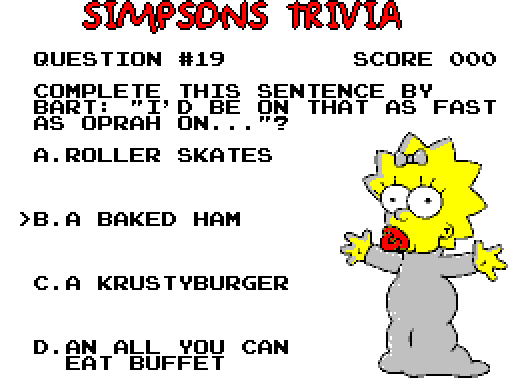 SIMPSONS TRIVIA
QUESTION #19 SCORE 000
COMPLETE THIS SENTENCE BY
BART: "I'D BE ON THAT AS FAST
AS OPRAH ON..."?
A.ROLLER SKATES
>B.A BAKED HAM
C.A KRUSTYBURGER
D.AN ALL YOU CAN
EAT BUFFET